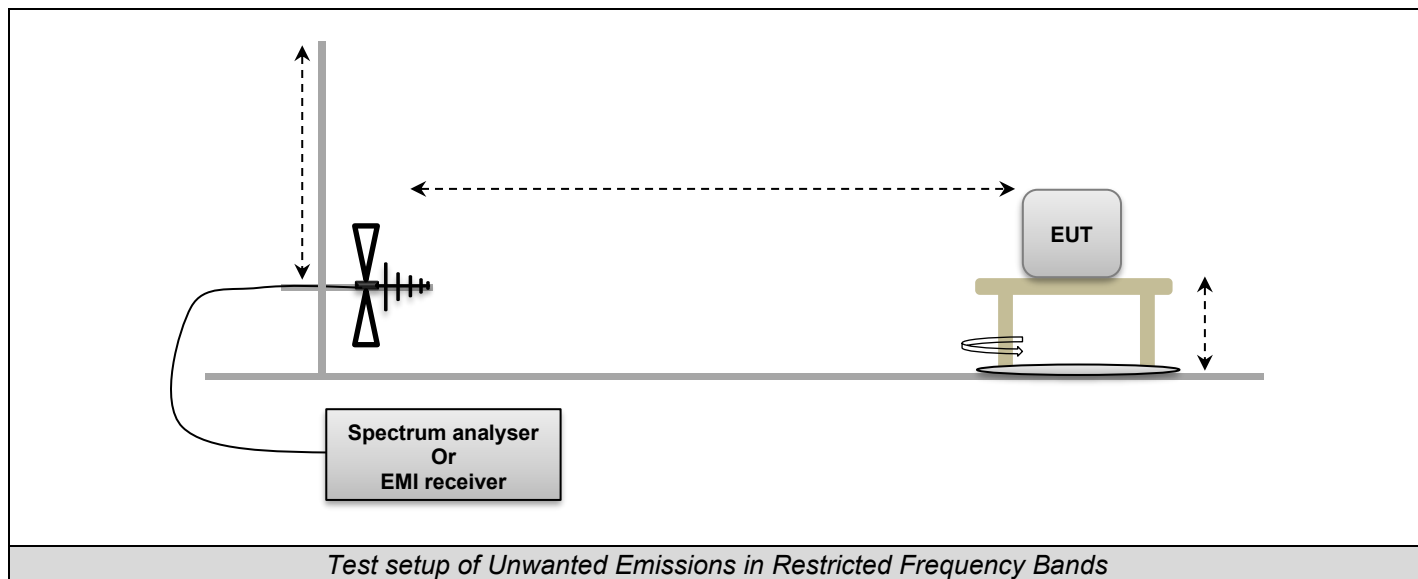 EUT
Spectrum analyser
Or
EMI receiver
Test setup of Unwanted Emissions in Restricted Frequency Bands